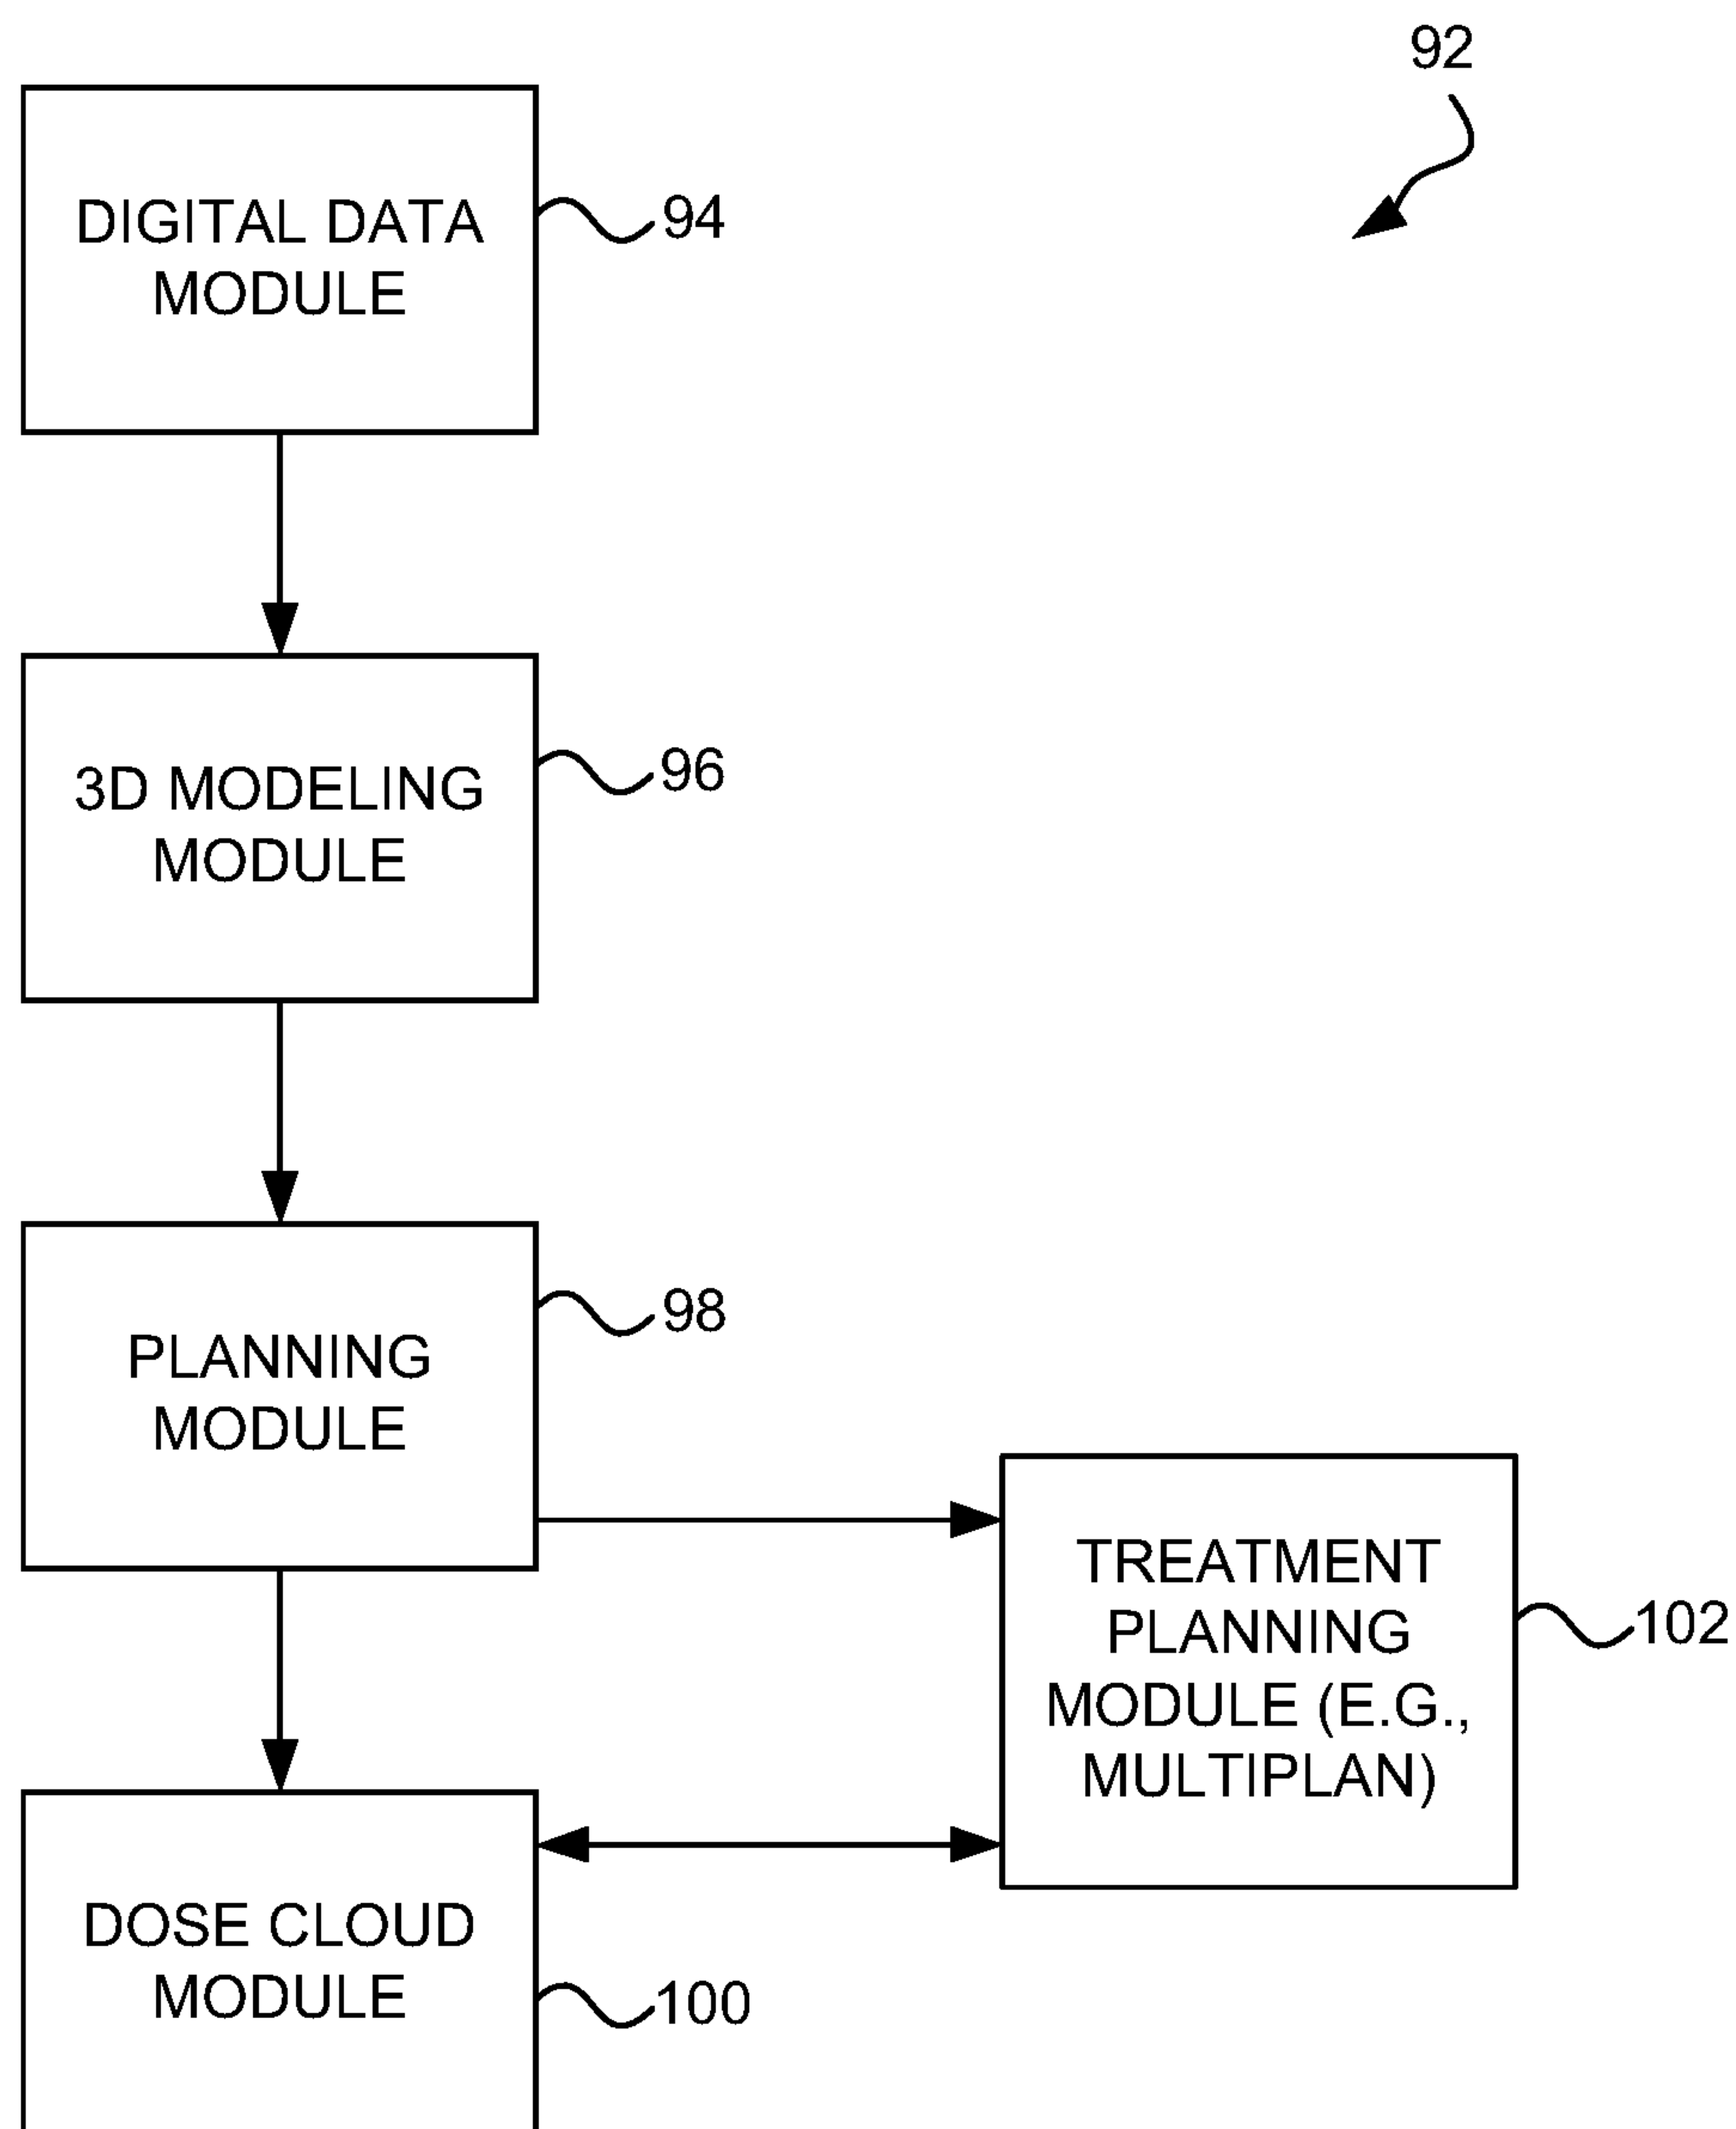 92
DIGITAL DATA
MODULE
94
3D MODELING
MODULE
96
PLANNING
MODULE
98
TREATMENT
PLANNING
MODULE (E.G.,
MULTIPLAN)
102
DOSE CLOUD
MODULE
100